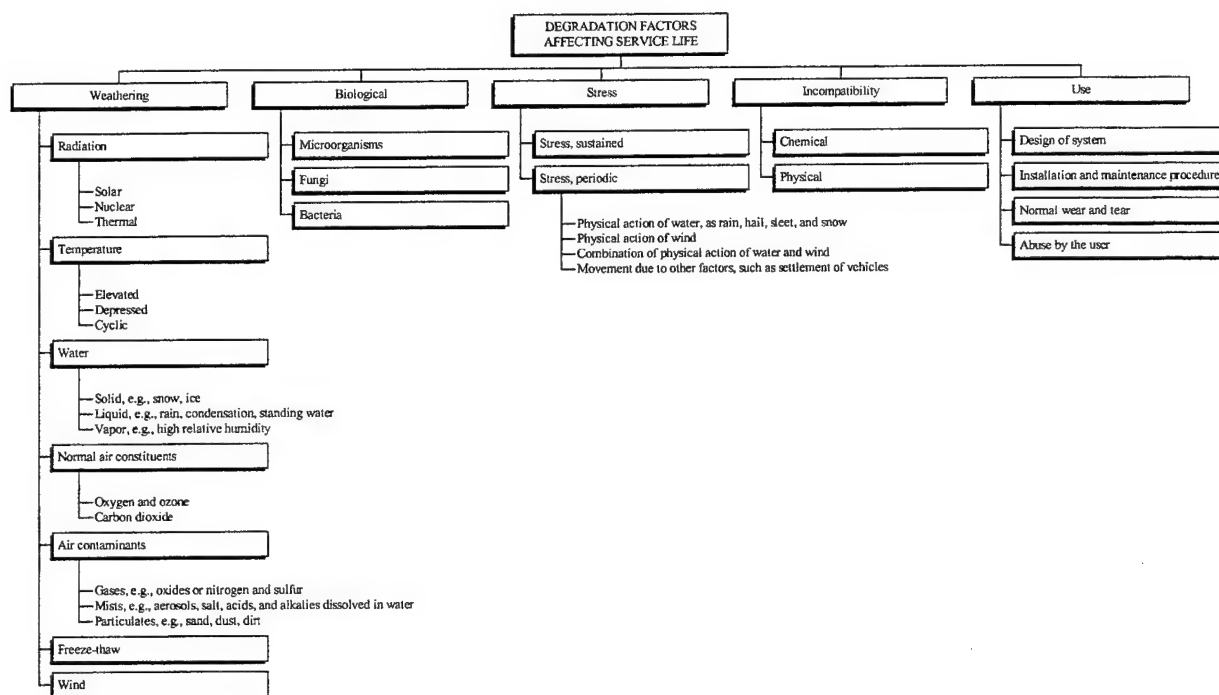 DEGRADATION FACTORS
AFFECTING SERVICE LIFE
Weathering
Radiation
Solar
Nuclear
Thermal
Temperature
Elevated
Depressed
Cyclic
Water
Solid, e.g., snow, ice
Liquid, e.g., rain, condensation, standing water
Vapor, e.g., high relative humidity
Normal air constituents
Oxygen and ozone
Carbon dioxide
Air contaminants
Gases, e.g., oxides or nitrogen and sulfur
Mists, e.g., aerosols, salt, acids, and alkalies dissolved in water
Particulates, e.g., sand, dust, dirt
Freeze-thaw
Wind
Biological
Microorganisms
Fungi
Bacteria
Stress
Stress, sustained
Stress, periodic
Physical action of water, as rain, hail, sleet, and snow
Physical action of wind
Combination of physical action of water and wind
Movement due to other factors, such as settlement of vehicles
Incompatibility
Chemical
Physical
Use
Design of system
Installation and maintenance procedure
Normal wear and tear
Abuse by the user